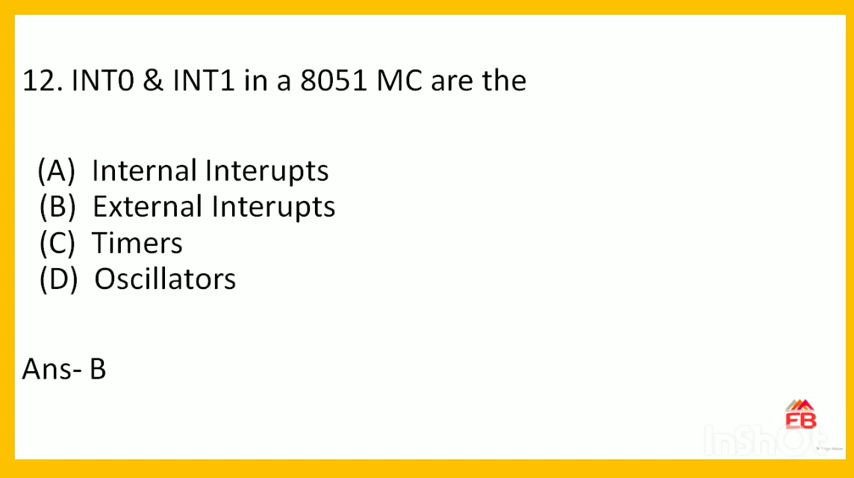 12. INT0 & INT1 in a 8051 MC are the
(A) Internal Interupts
(B) External Interupts
(C) Timers
(D) Oscillators
Ans- B
EB
InShOt